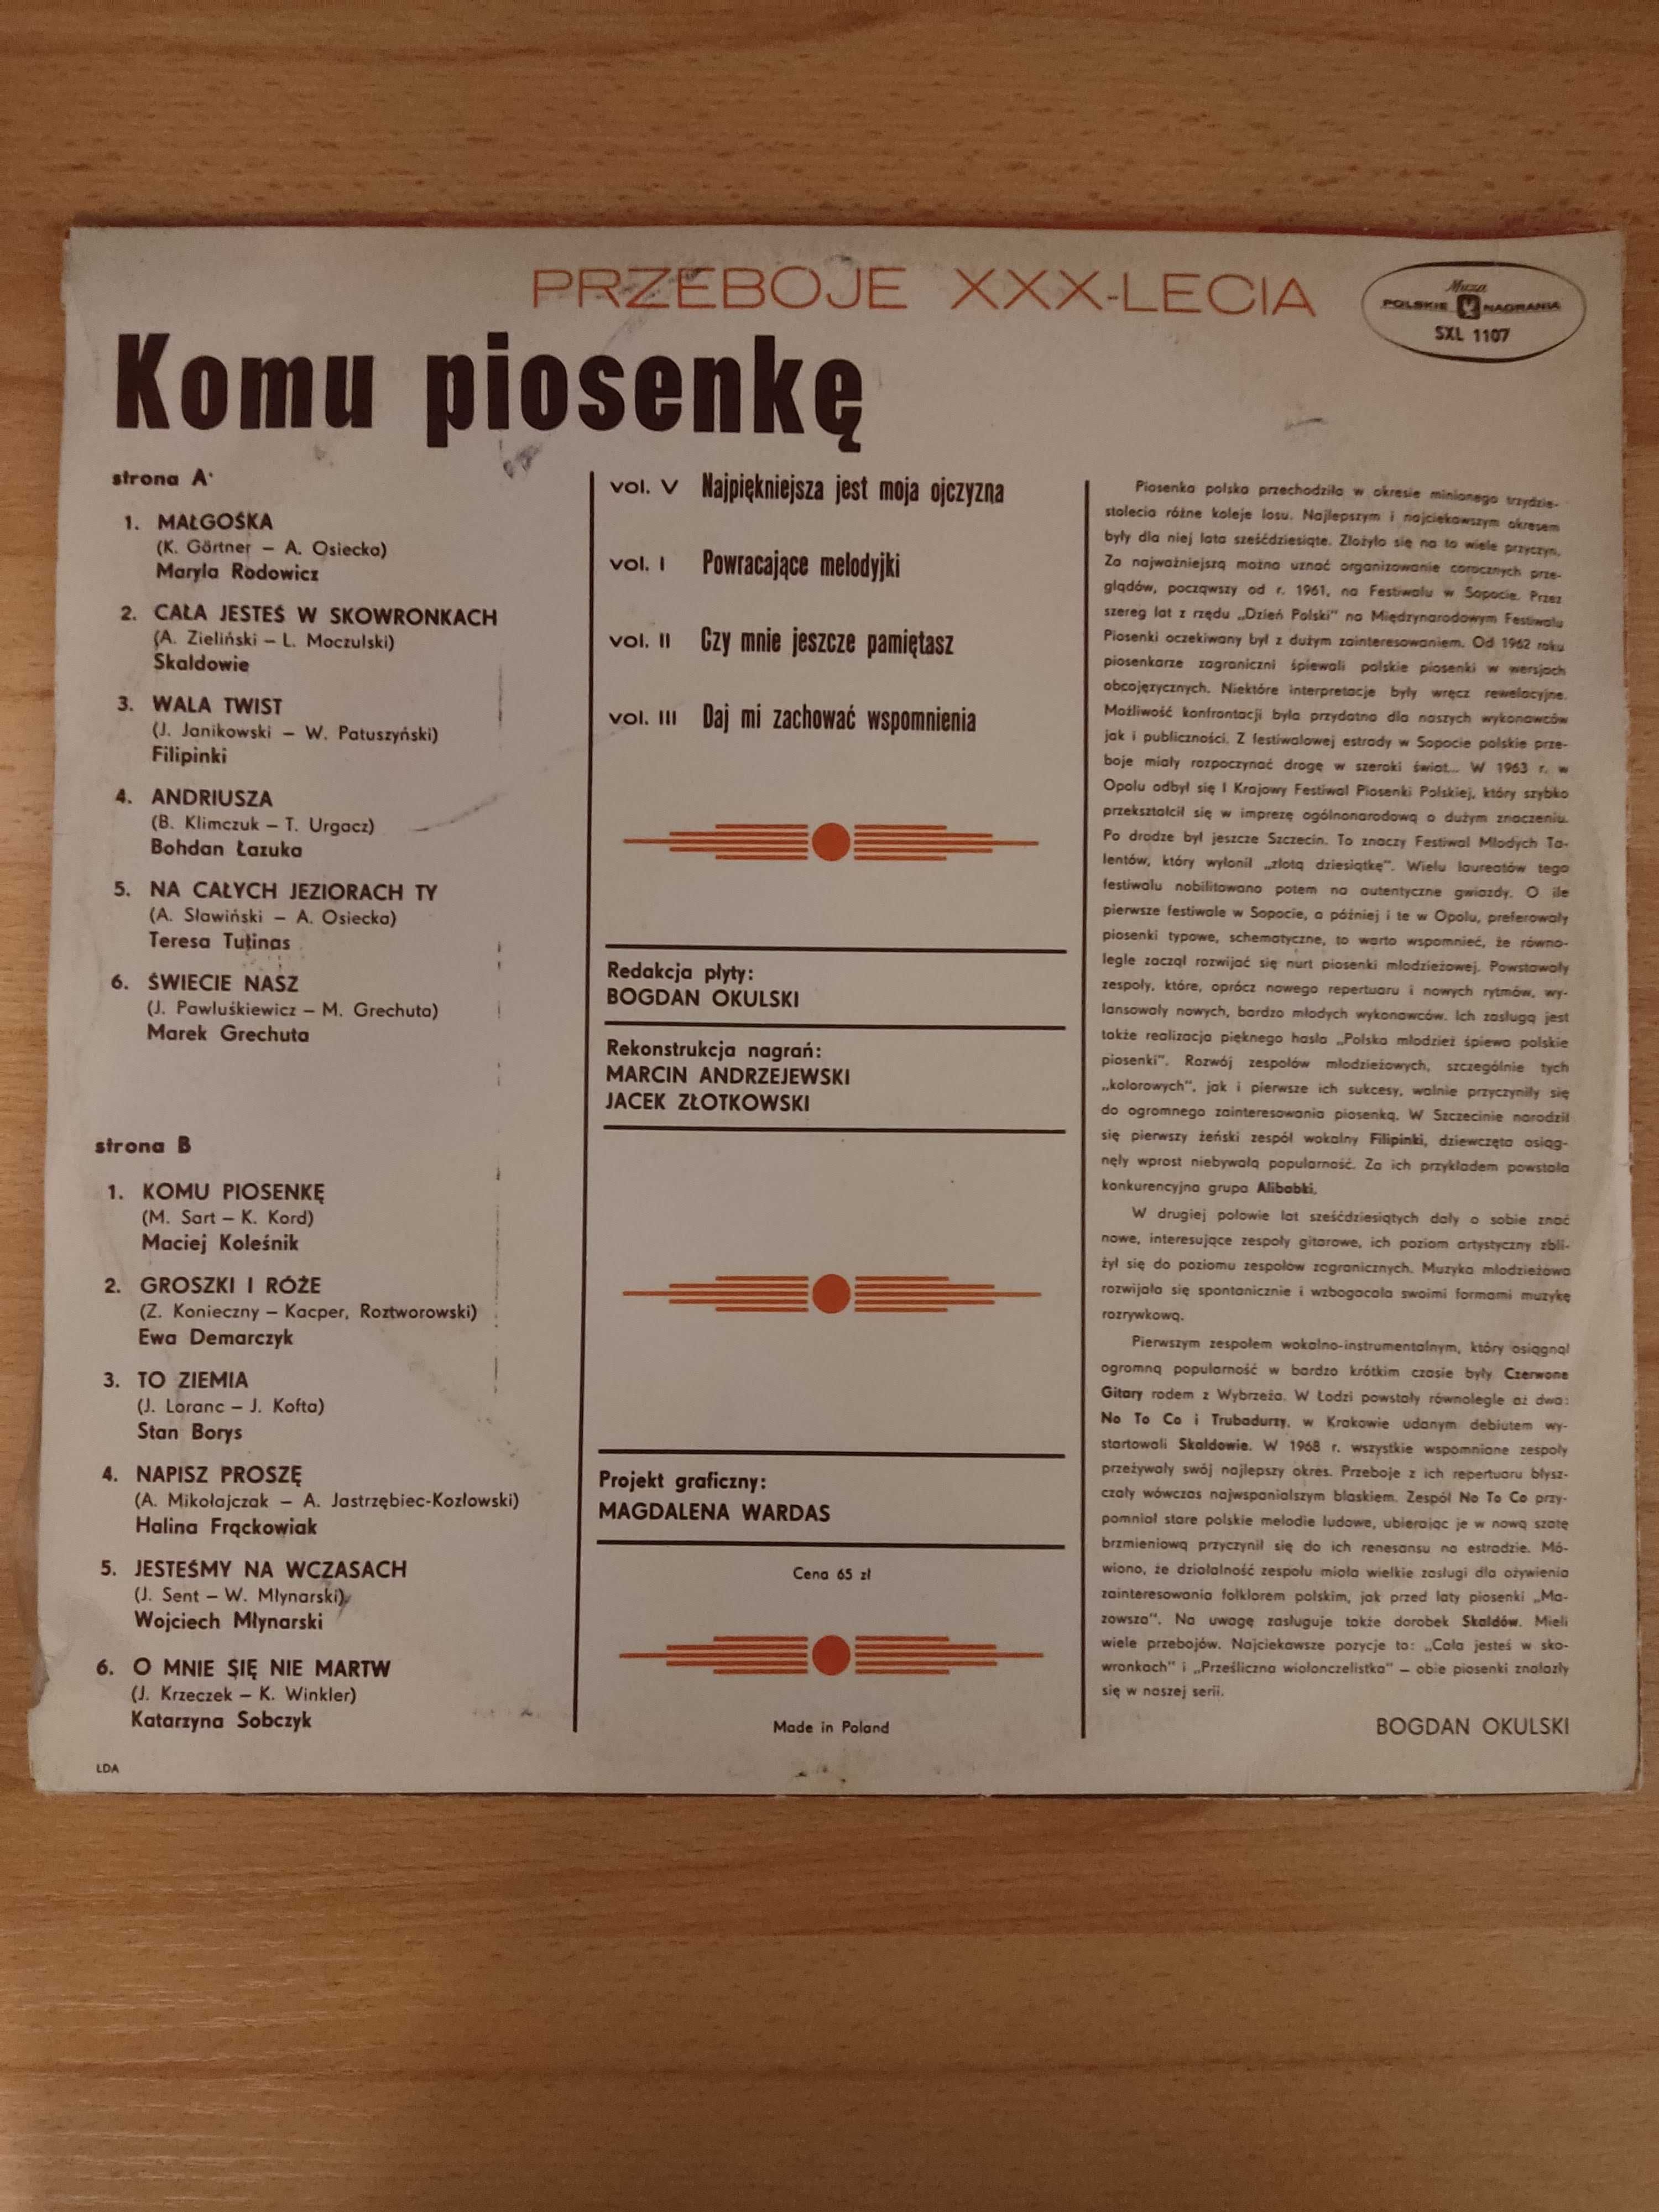 PRZEBOJE XXX-LECIA
Muza
POLSKIE NAGRANIA
SXL 1107
Komu piosenkę
strona A
1. MAŁGOŚKA
(K. Gärtner – A. Osiecka)
Maryla Rodowicz
2. CAŁA JESTEŚ W SKOWRONKACH
(A. Zieliński – L. Moczulski)
Skaldowie
3. WALA TWIST
(J. Janikowski – W. Patuszyński)
Filipinki
4. ANDRIUSZA
(B. Klimczuk – T. Urgacz)
Bohdan Łazuka
5. NA CAŁYCH JEZIORACH TY
(A. Sławiński – A. Osiecka)
Teresa Tutinas
6. ŚWIECIE NASZ
(J. Pawluśkiewicz – M. Grechuta)
Marek Grechuta
strona B
1. KOMU PIOSENKĘ
(M. Sart – K. Kord)
Maciej Koleśnik
2. GROSZKI I RÓŻE
(Z. Konieczny – Kacper, Roztworowski)
Ewa Demarczyk
3. TO ZIEMIA
(J. Loranc – J. Kofta)
Stan Borys
4. NAPISZ PROSZĘ
(A. Mikołajczak – A. Jastrzębiec-Kozłowski)
Halina Frąckowiak
5. JESTEŚMY NA WCZASACH
(J. Sent – W. Młynarski)
Wojciech Młynarski
6. O MNIE SIĘ NIE MARTW
(J. Krzeczek – K. Winkler)
Katarzyna Sobczyk
LDA
vol. V Najpiękniejsza jest moja ojczyzna
vol. I Powracające melodyjki
vol. II Czy mnie jeszcze pamiętasz
vol. III Daj mi zachować wspomnienia
Redakcja płyty:
BOGDAN OKULSKI
Rekonstrukcja nagrań:
MARCIN ANDRZEJEWSKI
JACEK ZŁOTKOWSKI
Projekt graficzny:
MAGDALENA WARDAS
Cena 65 zł
Made in Poland
Piosenka polska przechodziła w okresie minionego trzydzie-
stolecia różne koleje losu. Najlepszym i najciekawszym okresem
były dla niej lata sześćdziesiąte. Złożyło się na to wiele przyczyn.
Za najważniejszą można uznać organizowanie corocznych prze-
glądów, począwszy od r. 1961, na Festiwalu w Sopocie. Przez
szereg lat z rzędu „Dzień Polski" na Międzynarodowym Festiwalu
Piosenki oczekiwany był z dużym zainteresowaniem. Od 1962 roku
piosenkarze zagraniczni śpiewali polskie piosenki w wersjach
obcojęzycznych. Niektóre interpretacje były wręcz rewelacyjne.
Możliwość konfrontacji była przydatna dla naszych wykonawców
jak i publiczności. Z festiwalowej estrady w Sopocie polskie prze-
boje miały rozpoczynać drogę w szeroki świat... W 1963 r. w
Opolu odbył się I Krajowy Festiwal Piosenki Polskiej, który szybko
przekształcił się w imprezę ogólnonarodową o dużym znaczeniu.
Po drodze był jeszcze Szczecin. To znaczy Festiwal Młodych Ta-
lentów, który wyłonił „złotą dziesiątkę". Wielu laureatów tego
festiwalu nobilitowano potem na autentyczne gwiazdy. O ile
pierwsze festiwale w Sopocie, a później i te w Opolu, preferowały
piosenki typowe, schematyczne, to warto wspomnieć, że równo-
legle zaczął rozwijać się nurt piosenki młodzieżowej. Powstawały
zespoły, które, oprócz nowego repertuaru i nowych rytmów, wy-
lansowały nowych, bardzo młodych wykonawców. Ich zasługą jest
także realizacja pięknego hasła „Polska młodzież śpiewa polskie
piosenki". Rozwój zespołów młodzieżowych, szczególnie tych
„kolorowych", jak i pierwsze ich sukcesy, walnie przyczyniły się
do ogromnego zainteresowania piosenką. W Szczecinie narodził
się pierwszy żeński zespół wokalny Filipinki, dziewczęta osiąg-
nęły wprost niebywałą popularność. Za ich przykładem powstała
konkurencyjna grupa Alibabki.
W drugiej połowie lat sześćdziesiątych dały o sobie znać
nowe, interesujące zespoły gitarowe, ich poziom artystyczny zbli-
żył się do poziomu zespołów zagranicznych. Muzyka młodzieżowa
rozwijała się spontanicznie i wzbogacała swoimi formami muzykę
rozrywkową.
Pierwszym zespołem wokalno-instrumentalnym, który osiągnął
ogromną popularność w bardzo krótkim czasie były Czerwone
Gitary rodem z Wybrzeża. W Łodzi powstały równolegle aż dwa:
No To Co i Trubadurzy, w Krakowie udanym debiutem wy-
startowali Skaldowie. W 1968 r. wszystkie wspomniane zespoły
przeżywały swój najlepszy okres. Przeboje z ich repertuaru błysz-
czały wówczas najwspanialszym blaskiem. Zespół No To Co przy-
pomniał stare polskie melodie ludowe, ubierając je w nową szatę
brzmieniową przyczynił się do ich renesansu na estradzie. Mó-
wiono, że działalność zespołu miała wielkie zasługi dla ożywienia
zainteresowania folklorem polskim, jak przed laty piosenki „Ma-
zowsza". Na uwagę zasługuje także dorobek Skaldów. Mieli
wiele przebojów. Najciekawsze pozycje to: „Cała jesteś w sko-
wronkach" i „Prześliczna wiolonczelistka" – obie piosenki znalazły
się w naszej serii.
BOGDAN OKULSKI